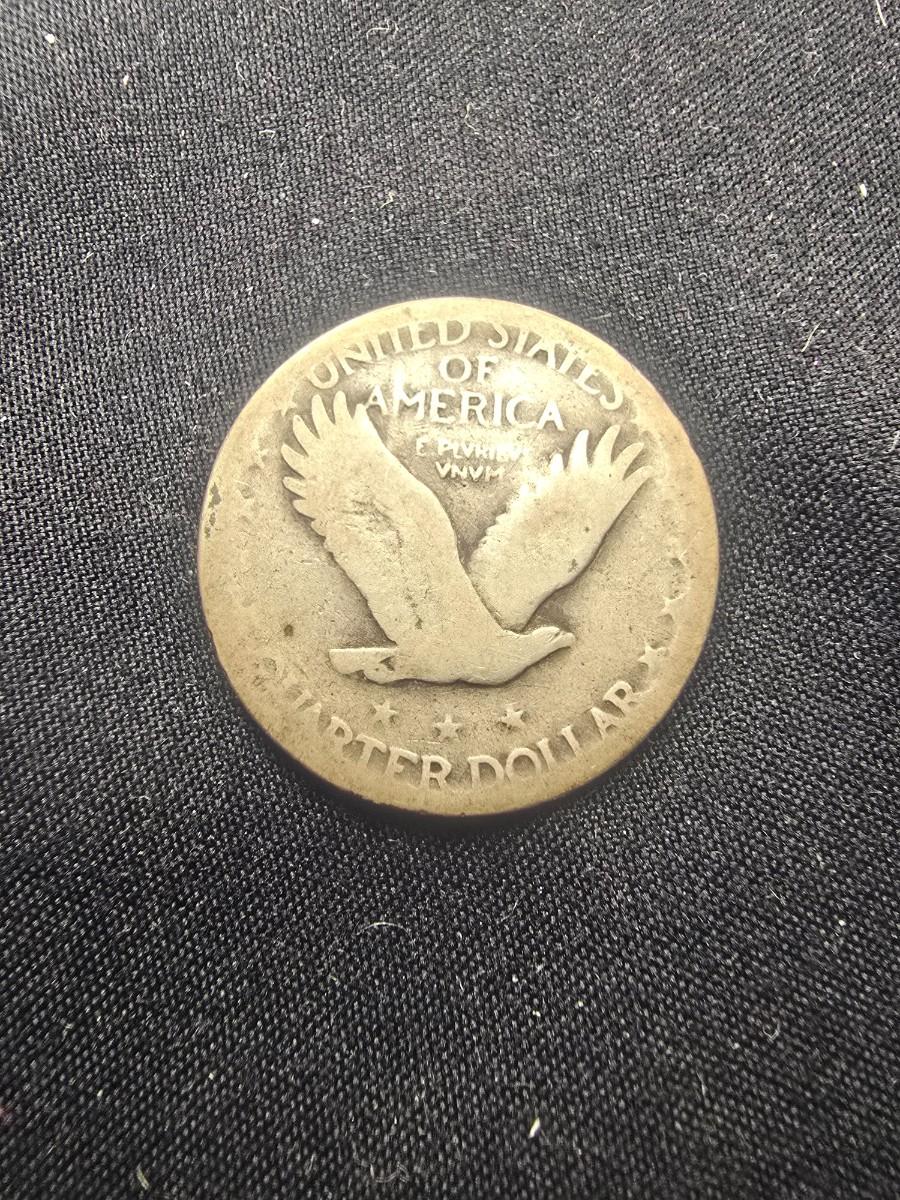 UNITED STATES
OF
AMERICA
E PLVRIBVS
VNVM
QUARTER DOLLAR